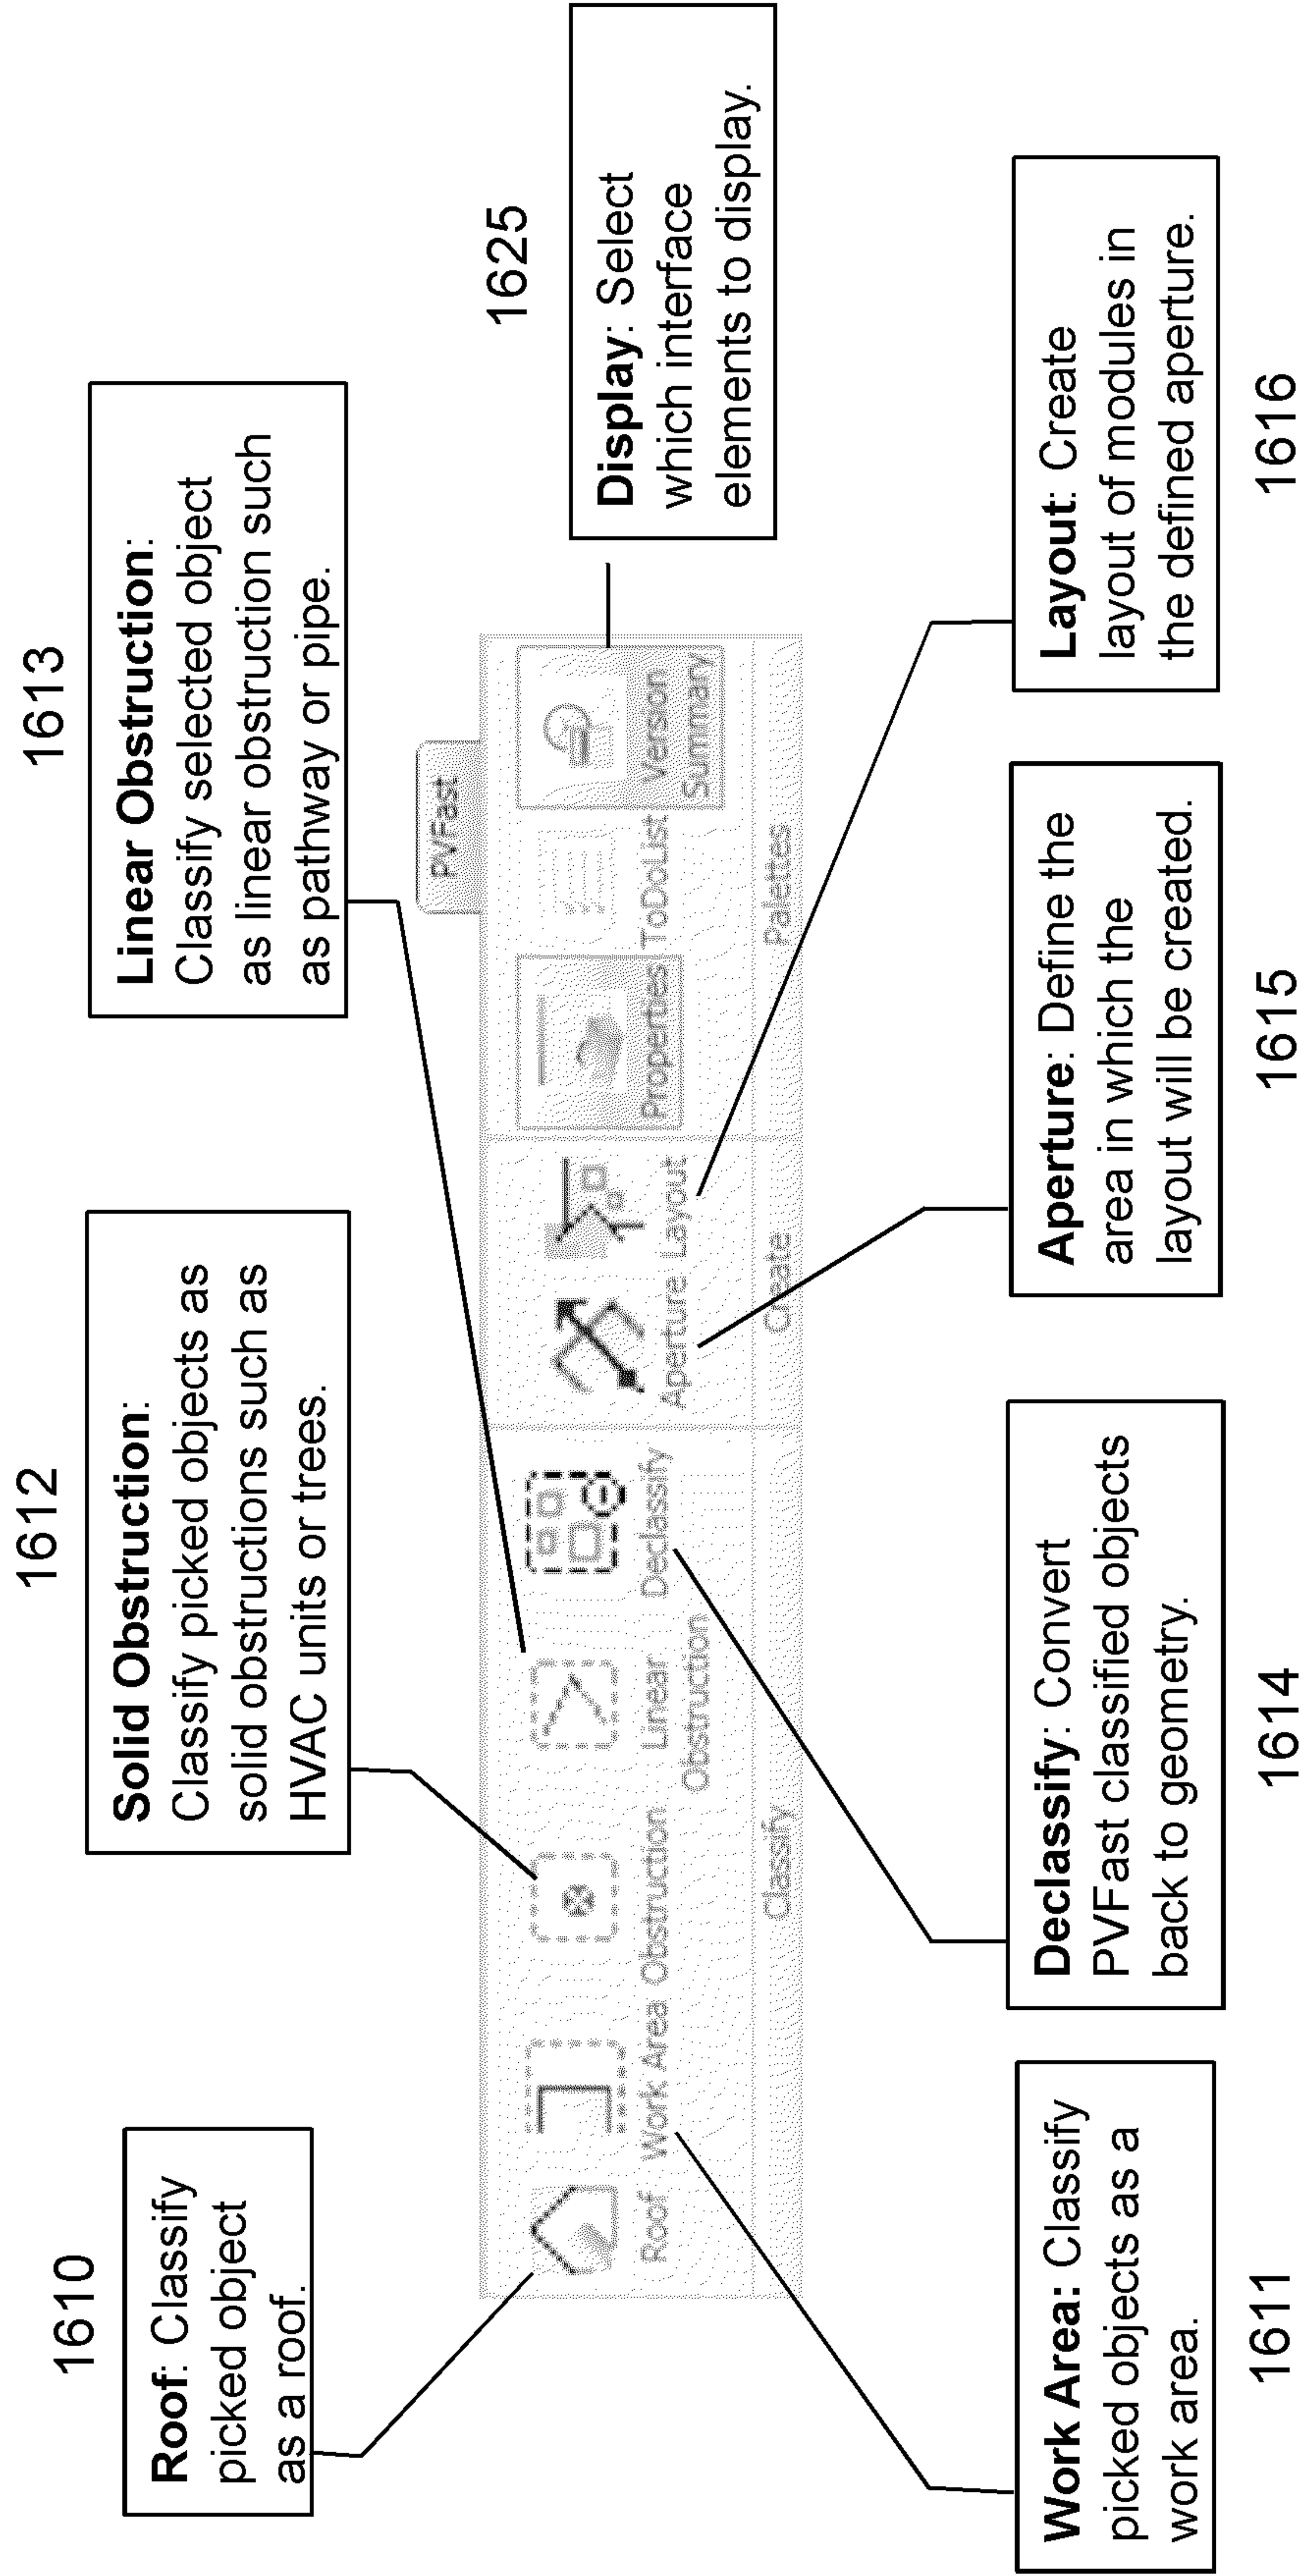 1610
Roof: Classify
picked object
as a roof.
1612
Solid Obstruction:
Classify picked objects as
solid obstructions such as
HVAC units or trees.
1613
Linear Obstruction:
Classify selected object
as linear obstruction such
as pathway or pipe.
1625
Display: Select
which interface
elements to display.
PVFast
Roof
Work Area
Obstruction
Linear
Obstruction
Declassify
Aperture
Layout
Properties
ToDoList
Version
Summary
Classify
Create
Palettes
Work Area: Classify
picked objects as a
work area.
1611
Declassify: Convert
PVFast classified objects
back to geometry.
1614
Aperture: Define the
area in which the
layout will be created.
1615
Layout: Create
layout of modules in
the defined aperture.
1616